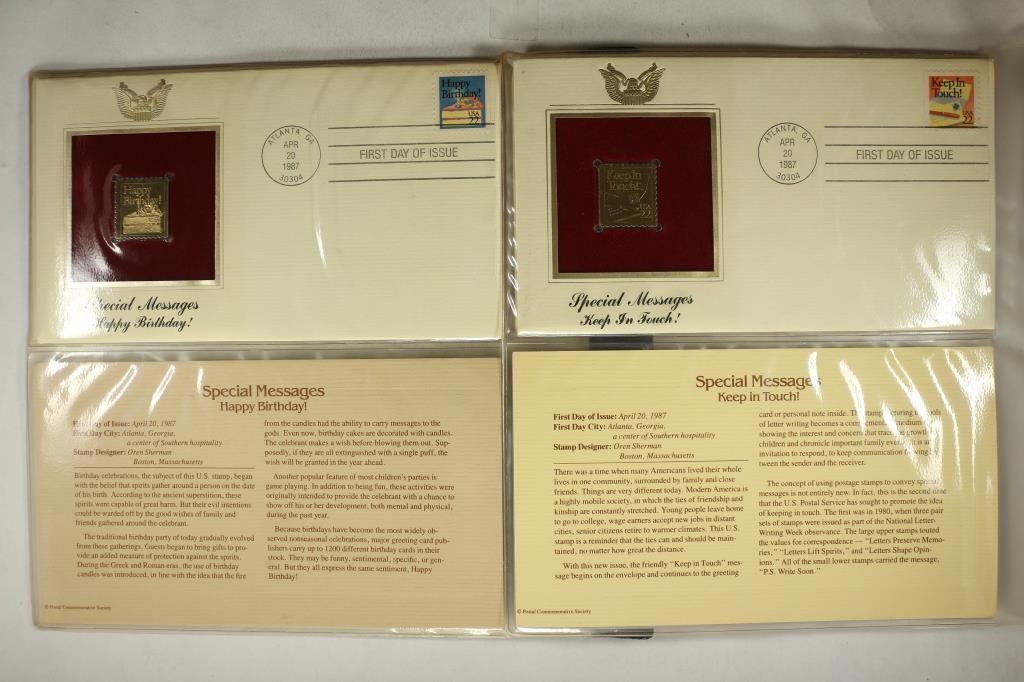 Happy
Birthday!
USA
22
ATLANTA, GA
APR
20
1987
30304
FIRST DAY OF ISSUE
Happy
Birthday!
Special Messages
Happy Birthday!
Keep In
Touch!
USA
22
ATLANTA, GA
APR
20
1987
30304
FIRST DAY OF ISSUE
Keep In
Touch!
USA 22
Special Messages
Keep In Touch!
Special Messages
Happy Birthday!
First Day of Issue: April 20, 1987
First Day City: Atlanta, Georgia,
a center of Southern hospitality
Stamp Designer: Oren Sherman
Boston, Massachusetts
Birthday celebrations, the subject of this U.S. stamp, began
with the belief that spirits gather around a person on the date
of his birth. According to the ancient superstition, these
spirits were capable of great harm. But their evil intentions
could be warded off by the good wishes of family and
friends gathered around the celebrant.
The traditional birthday party of today gradually evolved
from these gatherings. Guests began to bring gifts to pro-
vide an added measure of protection against the spirits.
During the Greek and Roman eras, the use of birthday
candles was introduced, in line with the idea that the fire
from the candles had the ability to carry messages to the
gods. Even now, birthday cakes are decorated with candles.
The celebrant makes a wish before blowing them out. Sup-
posedly, if they are all extinguished with a single puff, the
wish will be granted in the year ahead.
Another popular feature of most children's parties is
game playing. In addition to being fun, these activities were
originally intended to provide the celebrant with a chance to
show off his or her development, both mental and physical,
during the past year.
Because birthdays have become the most widely ob-
served nonseasonal celebrations, major greeting card pub-
lishers carry up to 1200 different birthday cards in their
stock. They may be funny, sentimental, specific, or gen-
eral. But they all express the same sentiment, Happy
Birthday!
© Postal Commemorative Society
Special Messages
Keep in Touch!
First Day of Issue: April 20, 1987
First Day City: Atlanta, Georgia,
a center of Southern hospitality
Stamp Designer: Oren Sherman
Boston, Massachusetts
There was a time when many Americans lived their whole
lives in one community, surrounded by family and close
friends. Things are very different today. Modern America is
a highly mobile society, in which the ties of friendship and
kinship are constantly stretched. Young people leave home
to go to college, wage earners accept new jobs in distant
cities, senior citizens retire to warmer climates. This U.S.
stamp is a reminder that the ties can and should be main-
tained, no matter how great the distance.
With this new issue, the friendly "Keep in Touch" mes-
sage begins on the envelope and continues to the greeting
card or personal note inside. The stamp picturing the tools
of letter writing becomes a medium
showing the interest and concern that growth
children and chronicle important family It is an
invitation to respond, to keep communication flowing be-
tween the sender and the receiver.
The concept of using postage stamps to convey special
messages is not entirely new. In fact, this is the second time
that the U.S. Postal Service has sought to promote the idea
of keeping in touch. The first was in 1980, when three pair
sets of stamps were issued as part of the National Letter-
Writing Week observance. The large upper stamps touted
the values for correspondence — "Letters Preserve Memo-
ries," "Letters Lift Spirits," and "Letters Shape Opin-
ions." All of the small lower stamps carried the message,
"P.S. Write Soon."
© Postal Commemorative Society